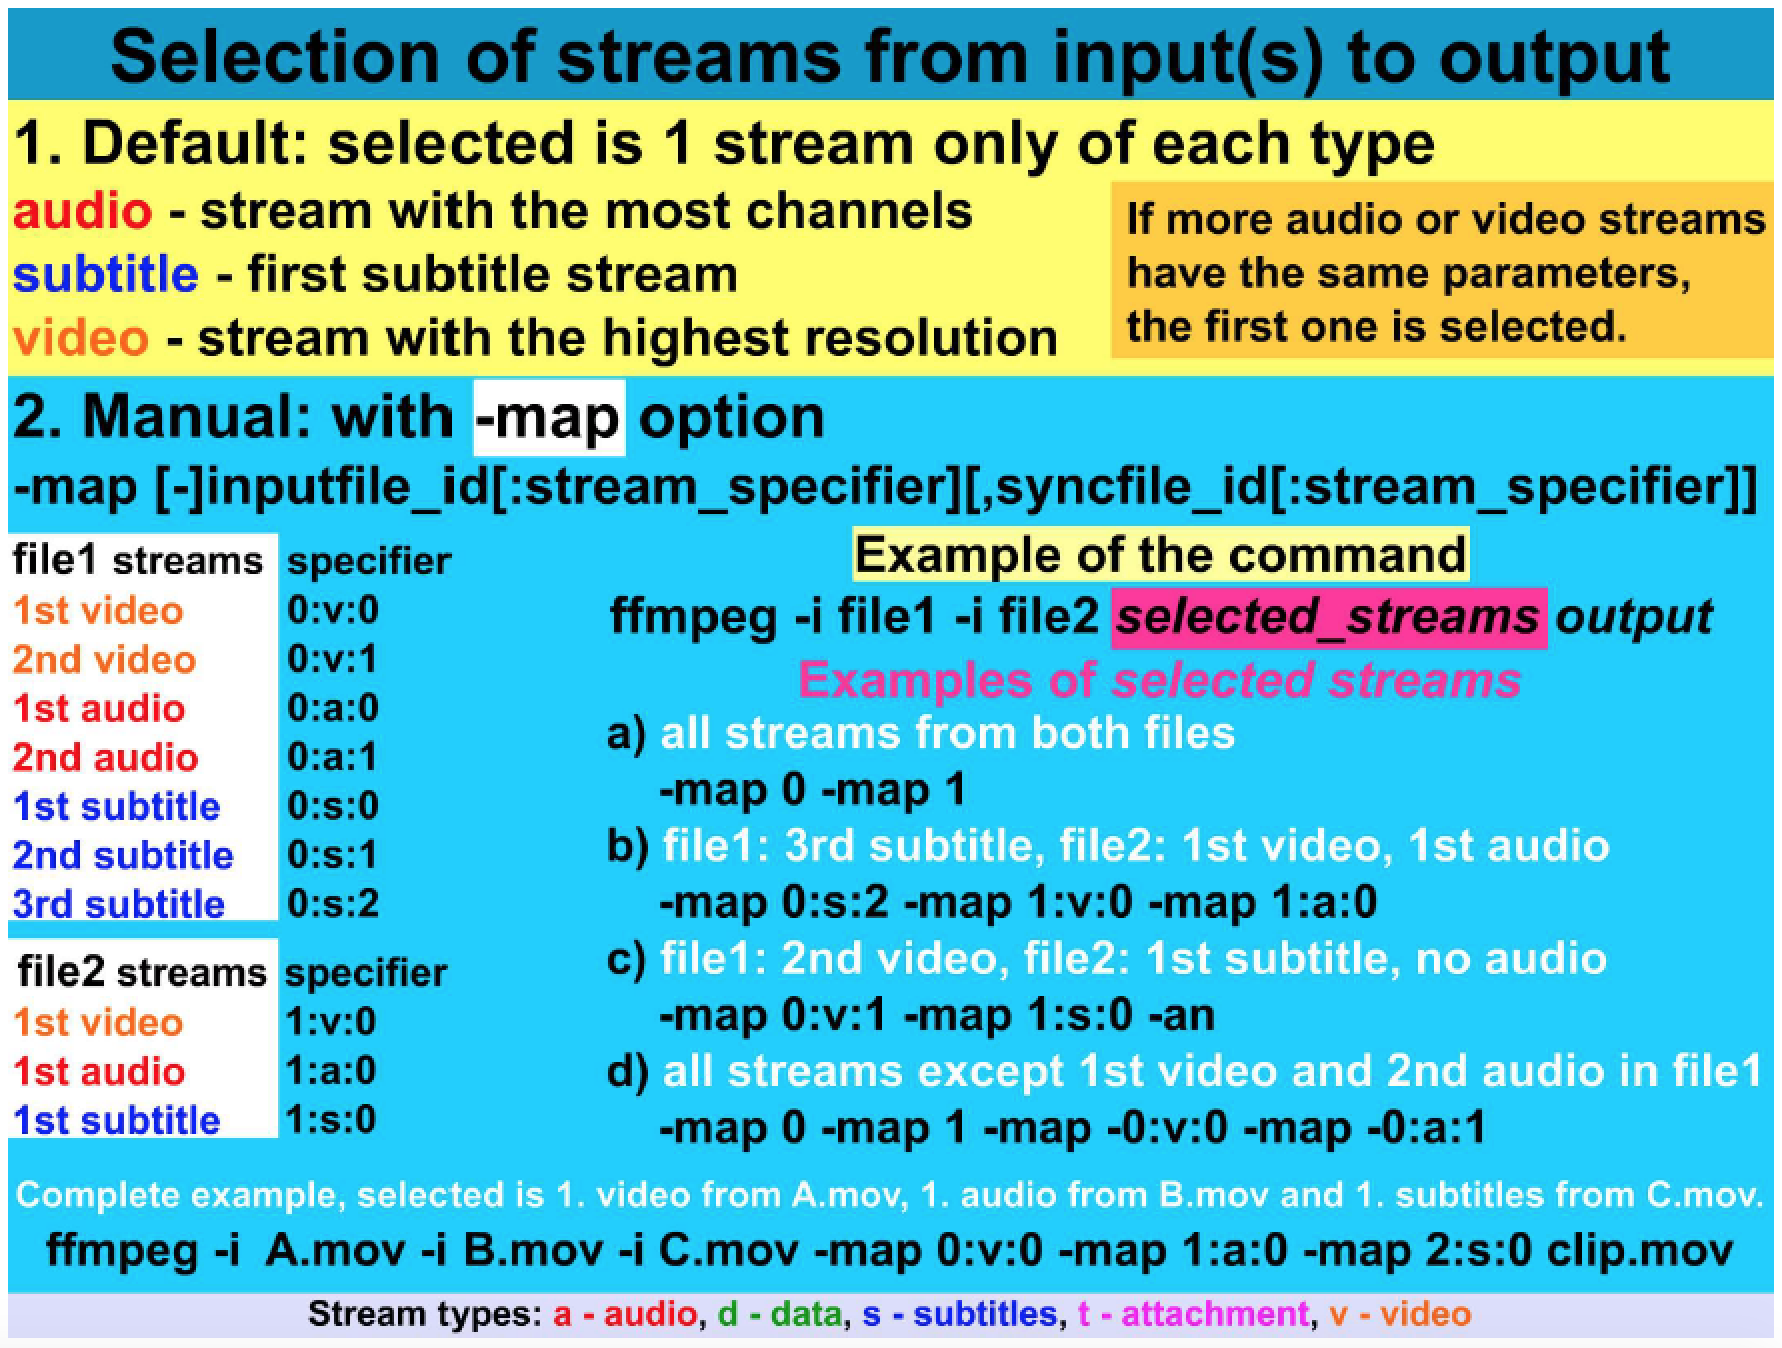 Selection of streams from input(s) to output
1. Default: selected is 1 stream only of each type
audio - stream with the most channels
subtitle - first subtitle stream
video - stream with the highest resolution
If more audio or video streams
have the same parameters,
the first one is selected.
2. Manual: with -map option
-map [-]inputfile_id[:stream_specifier][,syncfile_id[:stream_specifier]]
file1 streams specifier
1st video 0:v:0
2nd video 0:v:1
1st audio 0:a:0
2nd audio 0:a:1
1st subtitle 0:s:0
2nd subtitle 0:s:1
3rd subtitle 0:s:2
file2 streams specifier
1st video 1:v:0
1st audio 1:a:0
1st subtitle 1:s:0
Example of the command
ffmpeg -i file1 -i file2 selected_streams output
Examples of selected streams
a) all streams from both files
-map 0 -map 1
b) file1: 3rd subtitle, file2: 1st video, 1st audio
-map 0:s:2 -map 1:v:0 -map 1:a:0
c) file1: 2nd video, file2: 1st subtitle, no audio
-map 0:v:1 -map 1:s:0 -an
d) all streams except 1st video and 2nd audio in file1
-map 0 -map 1 -map -0:v:0 -map -0:a:1
Complete example, selected is 1. video from A.mov, 1. audio from B.mov and 1. subtitles from C.mov.
ffmpeg -i A.mov -i B.mov -i C.mov -map 0:v:0 -map 1:a:0 -map 2:s:0 clip.mov
Stream types: a - audio, d - data, s - subtitles, t - attachment, v - video